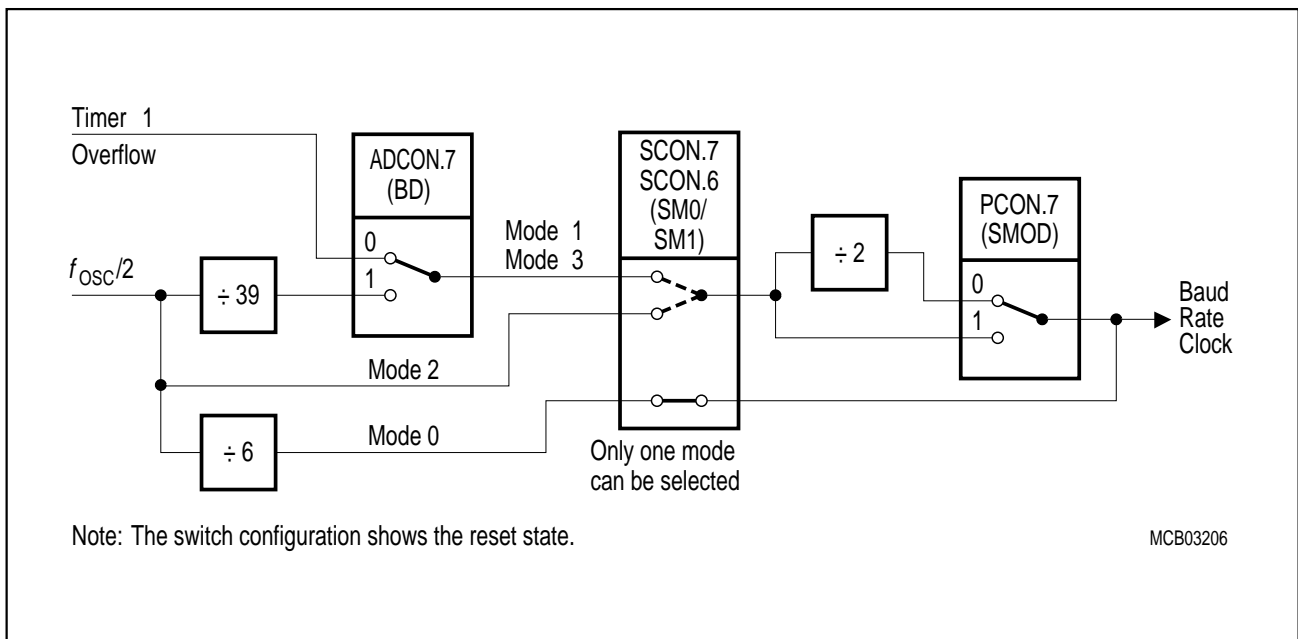 Timer 1
Overflow
ADCON.7
(BD)
0
1
f OSC/2
÷ 39
Mode 1
Mode 3
Mode 2
÷ 6
Mode 0
SCON.7
SCON.6
(SM0/
SM1)
Only one mode
can be selected
÷ 2
PCON.7
(SMOD)
0
1
Baud
Rate
Clock
Note: The switch configuration shows the reset state.
MCB03206